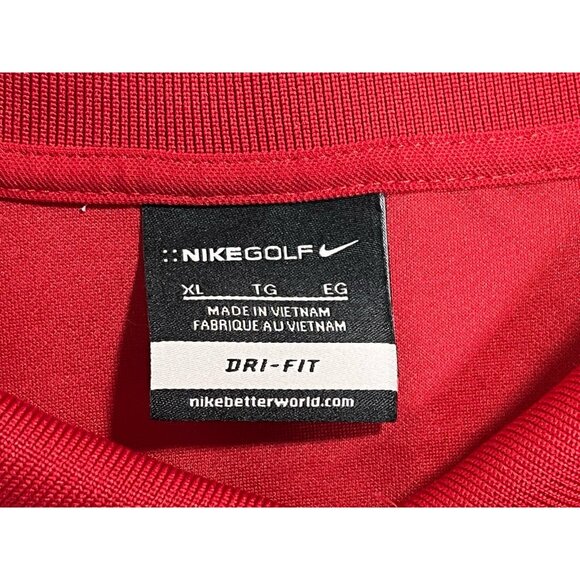 ::NIKEGOLF
XL TG EG
MADE IN VIETNAM
FABRIQUE AU VIETNAM
DRI-FIT
nikebetterworld.com